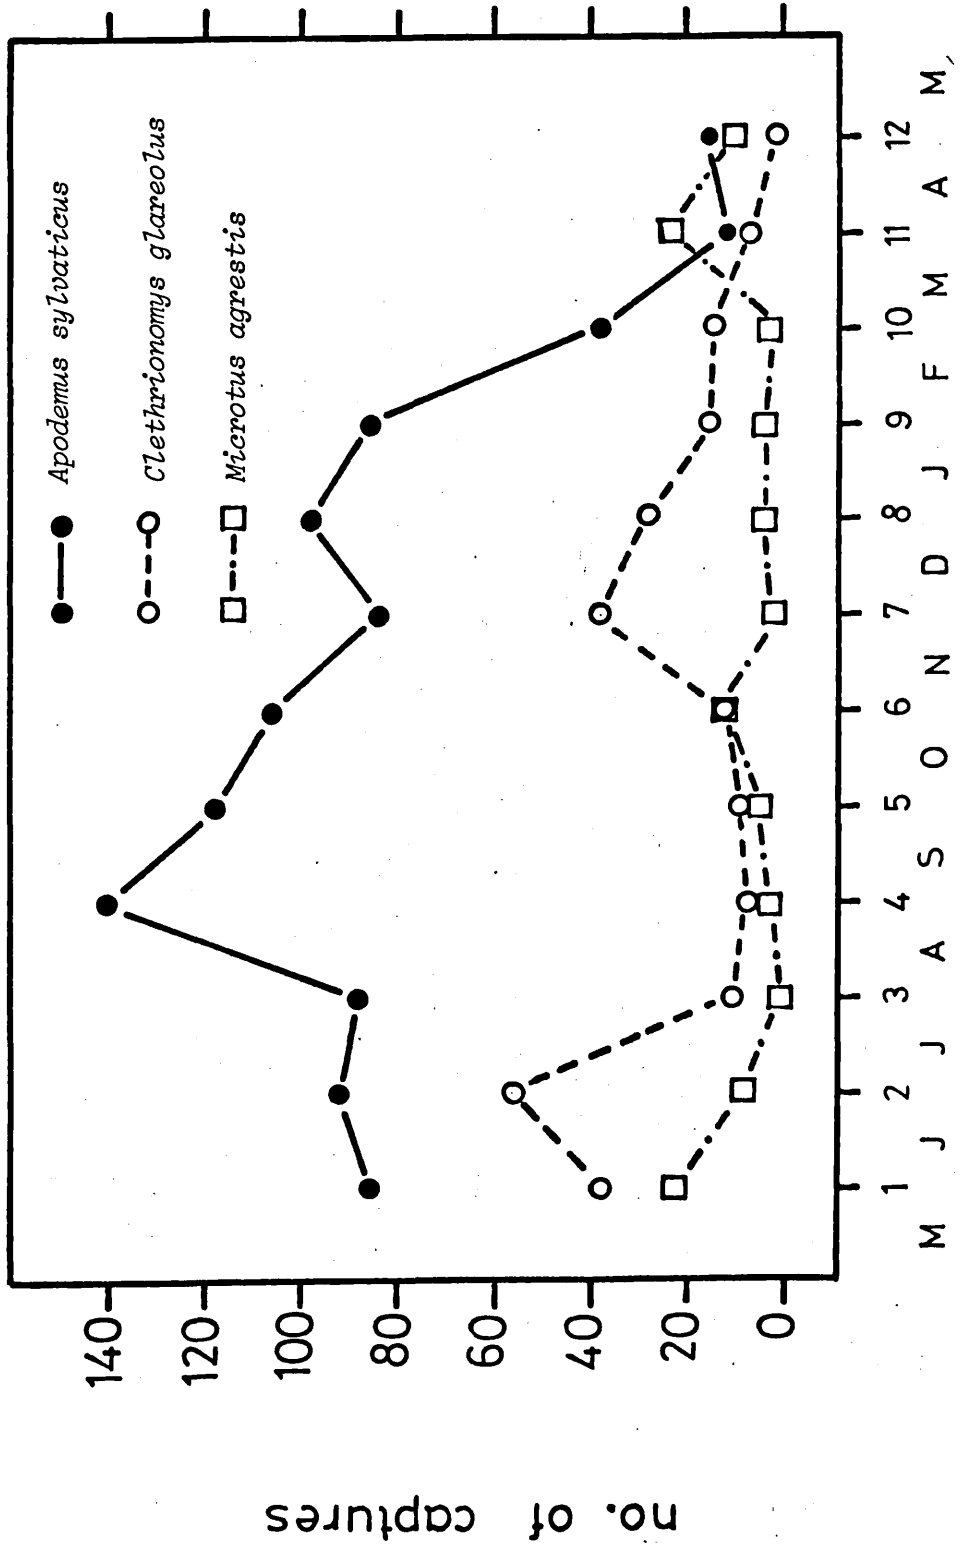 Apodemus sylvaticus
Clethrionomys glareolus
Microtus agrestis
no. of captures
140
120
100
80
60
40
20
0
1 2 3 4 5 6 7 8 9 10 11 12
M J J A S O N D J F M A M